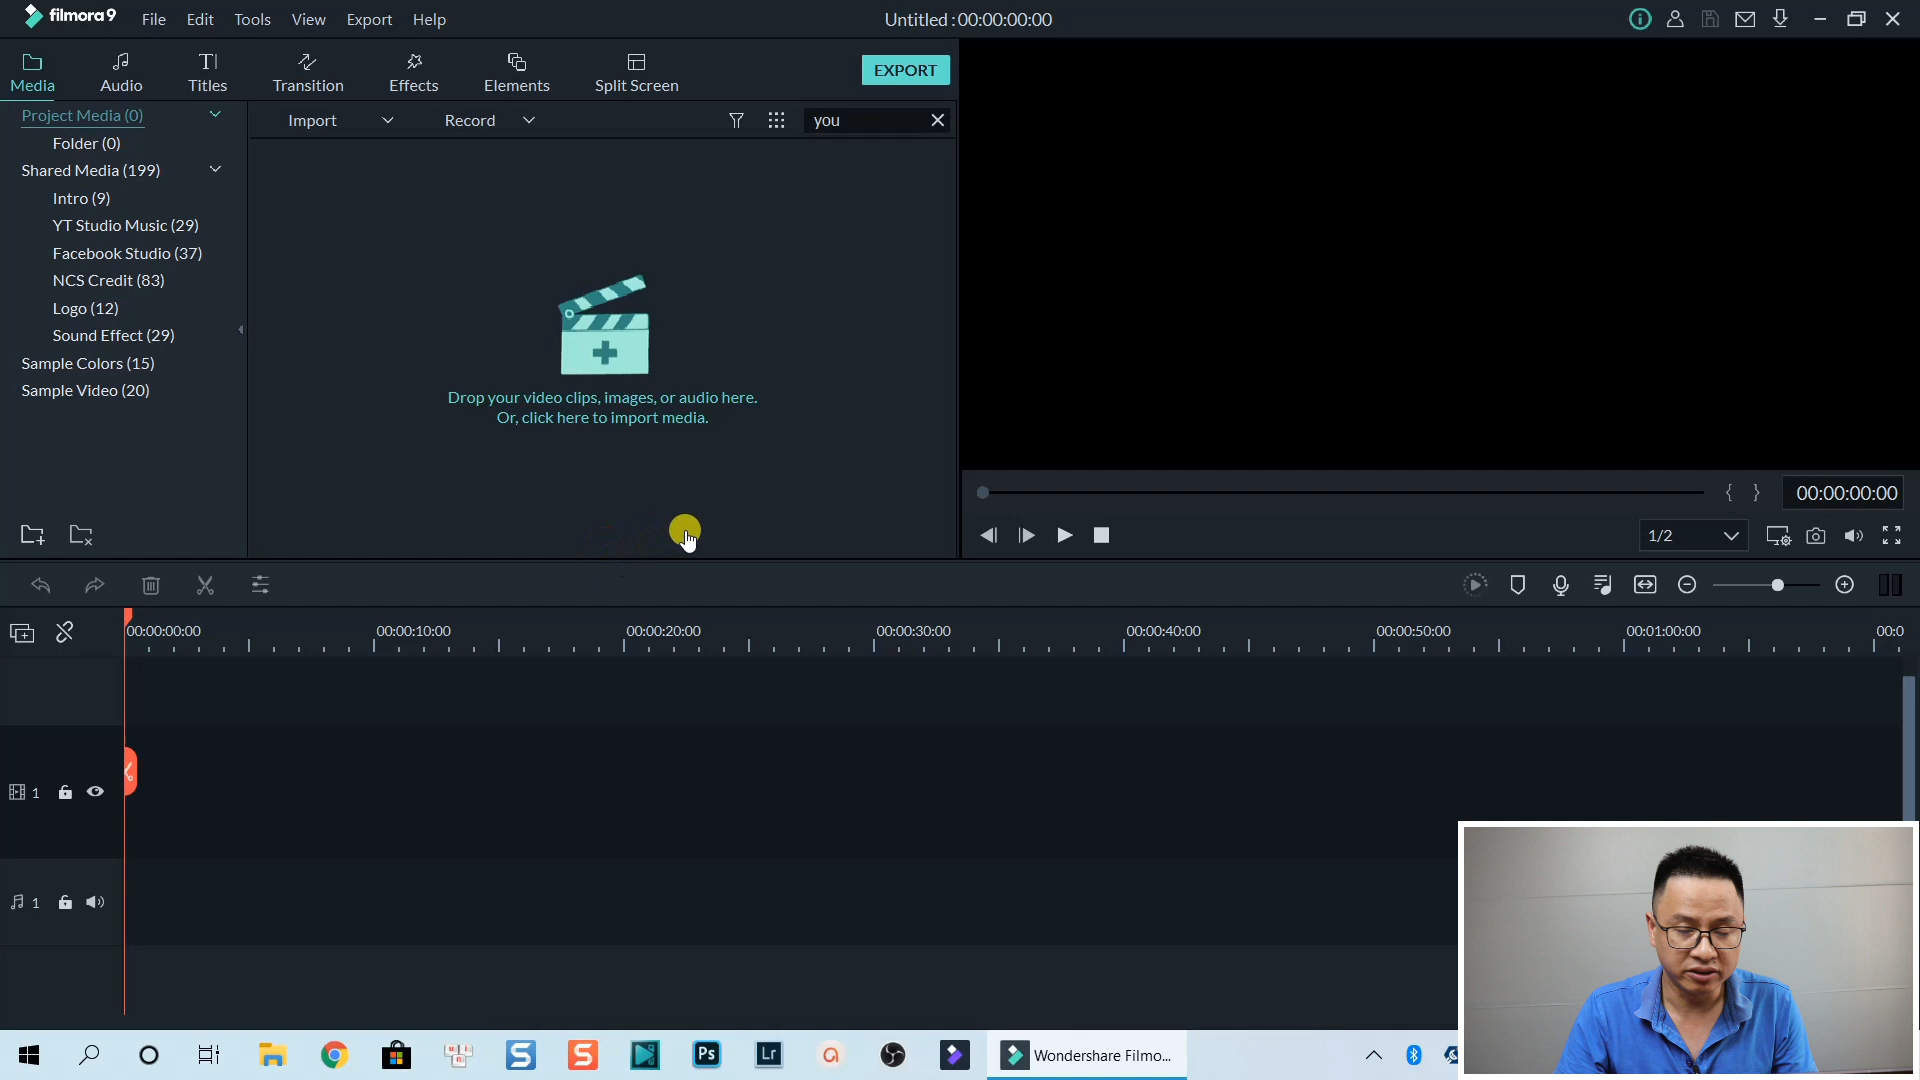 filmora9 File Edit Tools View Export Help Untitled : 00:00:00:00
Media Audio Titles Transition Effects Elements Split Screen EXPORT
Project Media (0)
Folder (0)
Shared Media (199)
Intro (9)
YT Studio Music (29)
Facebook Studio (37)
NCS Credit (83)
Logo (12)
Sound Effect (29)
Sample Colors (15)
Sample Video (20)
Import Record you
Drop your video clips, images, or audio here.
Or, click here to import media.
00:00:00:00
1/2
00:00:00:00 00:00:10:00 00:00:20:00 00:00:30:00 00:00:40:00 00:00:50:00 00:01:00:00 00:0
1
1
Ps Lr Wondershare Filmo...